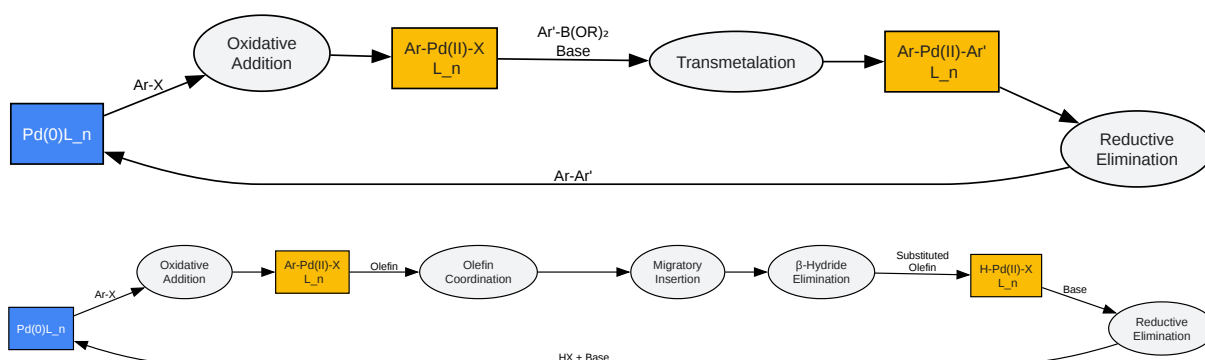 Oxidative
Addition
Ar-Pd(II)-X
L_n
Ar'-B(OR)₂
Base
Transmetalation
Ar-Pd(II)-Ar'
L_n
Ar-X
Pd(0)L_n
Reductive
Elimination
Ar-Ar'
Oxidative
Addition
Ar-Pd(II)-X
L_n
Olefin
Olefin
Coordination
Migratory
Insertion
β-Hydride
Elimination
Substituted
Olefin
H-Pd(II)-X
L_n
Ar-X
Base
Pd(0)L_n
Reductive
Elimination
HX + Base